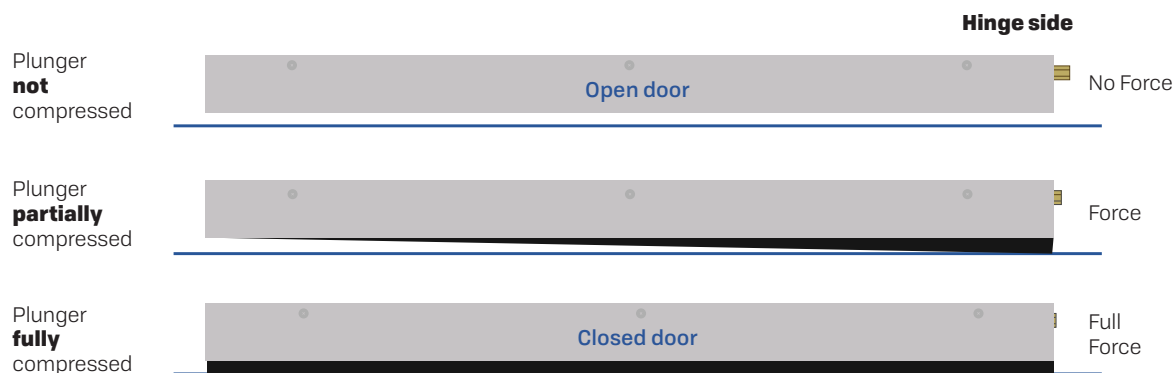 Hinge side
Plunger
not
compressed
Open door
No Force
Plunger
partially
compressed
Force
Plunger
fully
compressed
Closed door
Full
Force